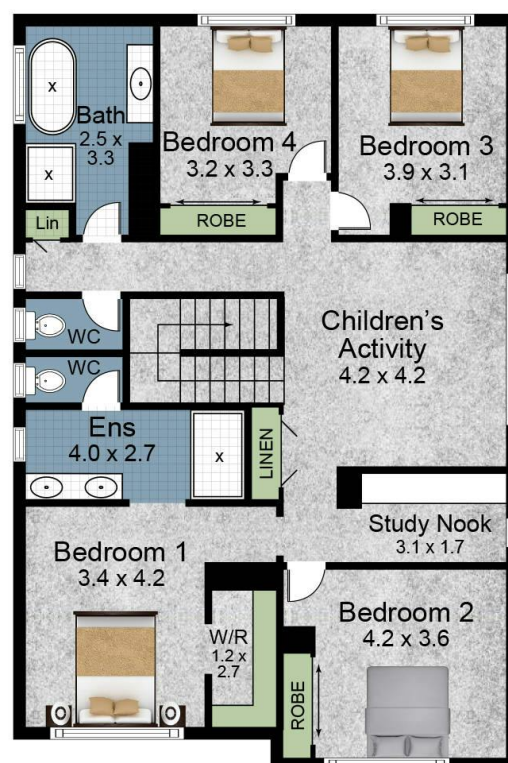 Bath
2.5 x
3.3
x
x
Lin
Bedroom 4
3.2 x 3.3
ROBE
Bedroom 3
3.9 x 3.1
ROBE
WC
WC
Children's
Activity
4.2 x 4.2
Ens
4.0 x 2.7
x
LINEN
Study Nook
3.1 x 1.7
Bedroom 1
3.4 x 4.2
W/R
1.2 x
2.7
Bedroom 2
4.2 x 3.6
ROBE